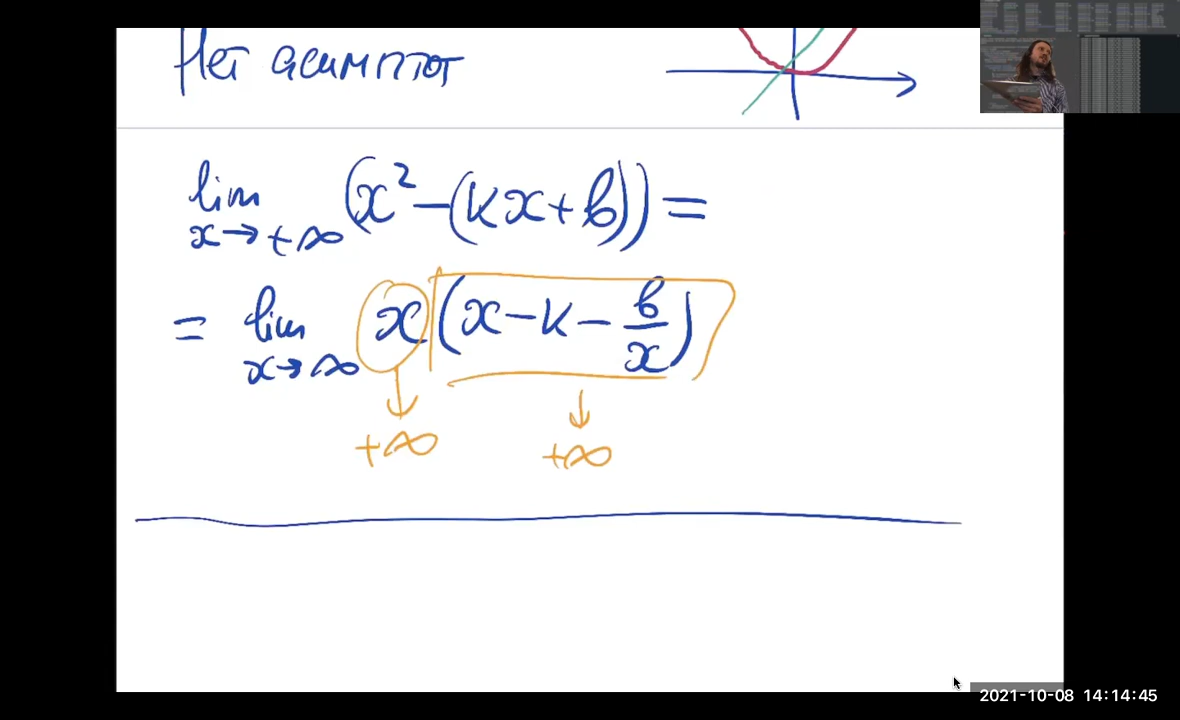 Нет асимптот
lim x→+∞ (x² − (kx + b)) =
= lim x→∞ x (x − k − b/x)
+∞ +∞
2021-10-08 14:14:45